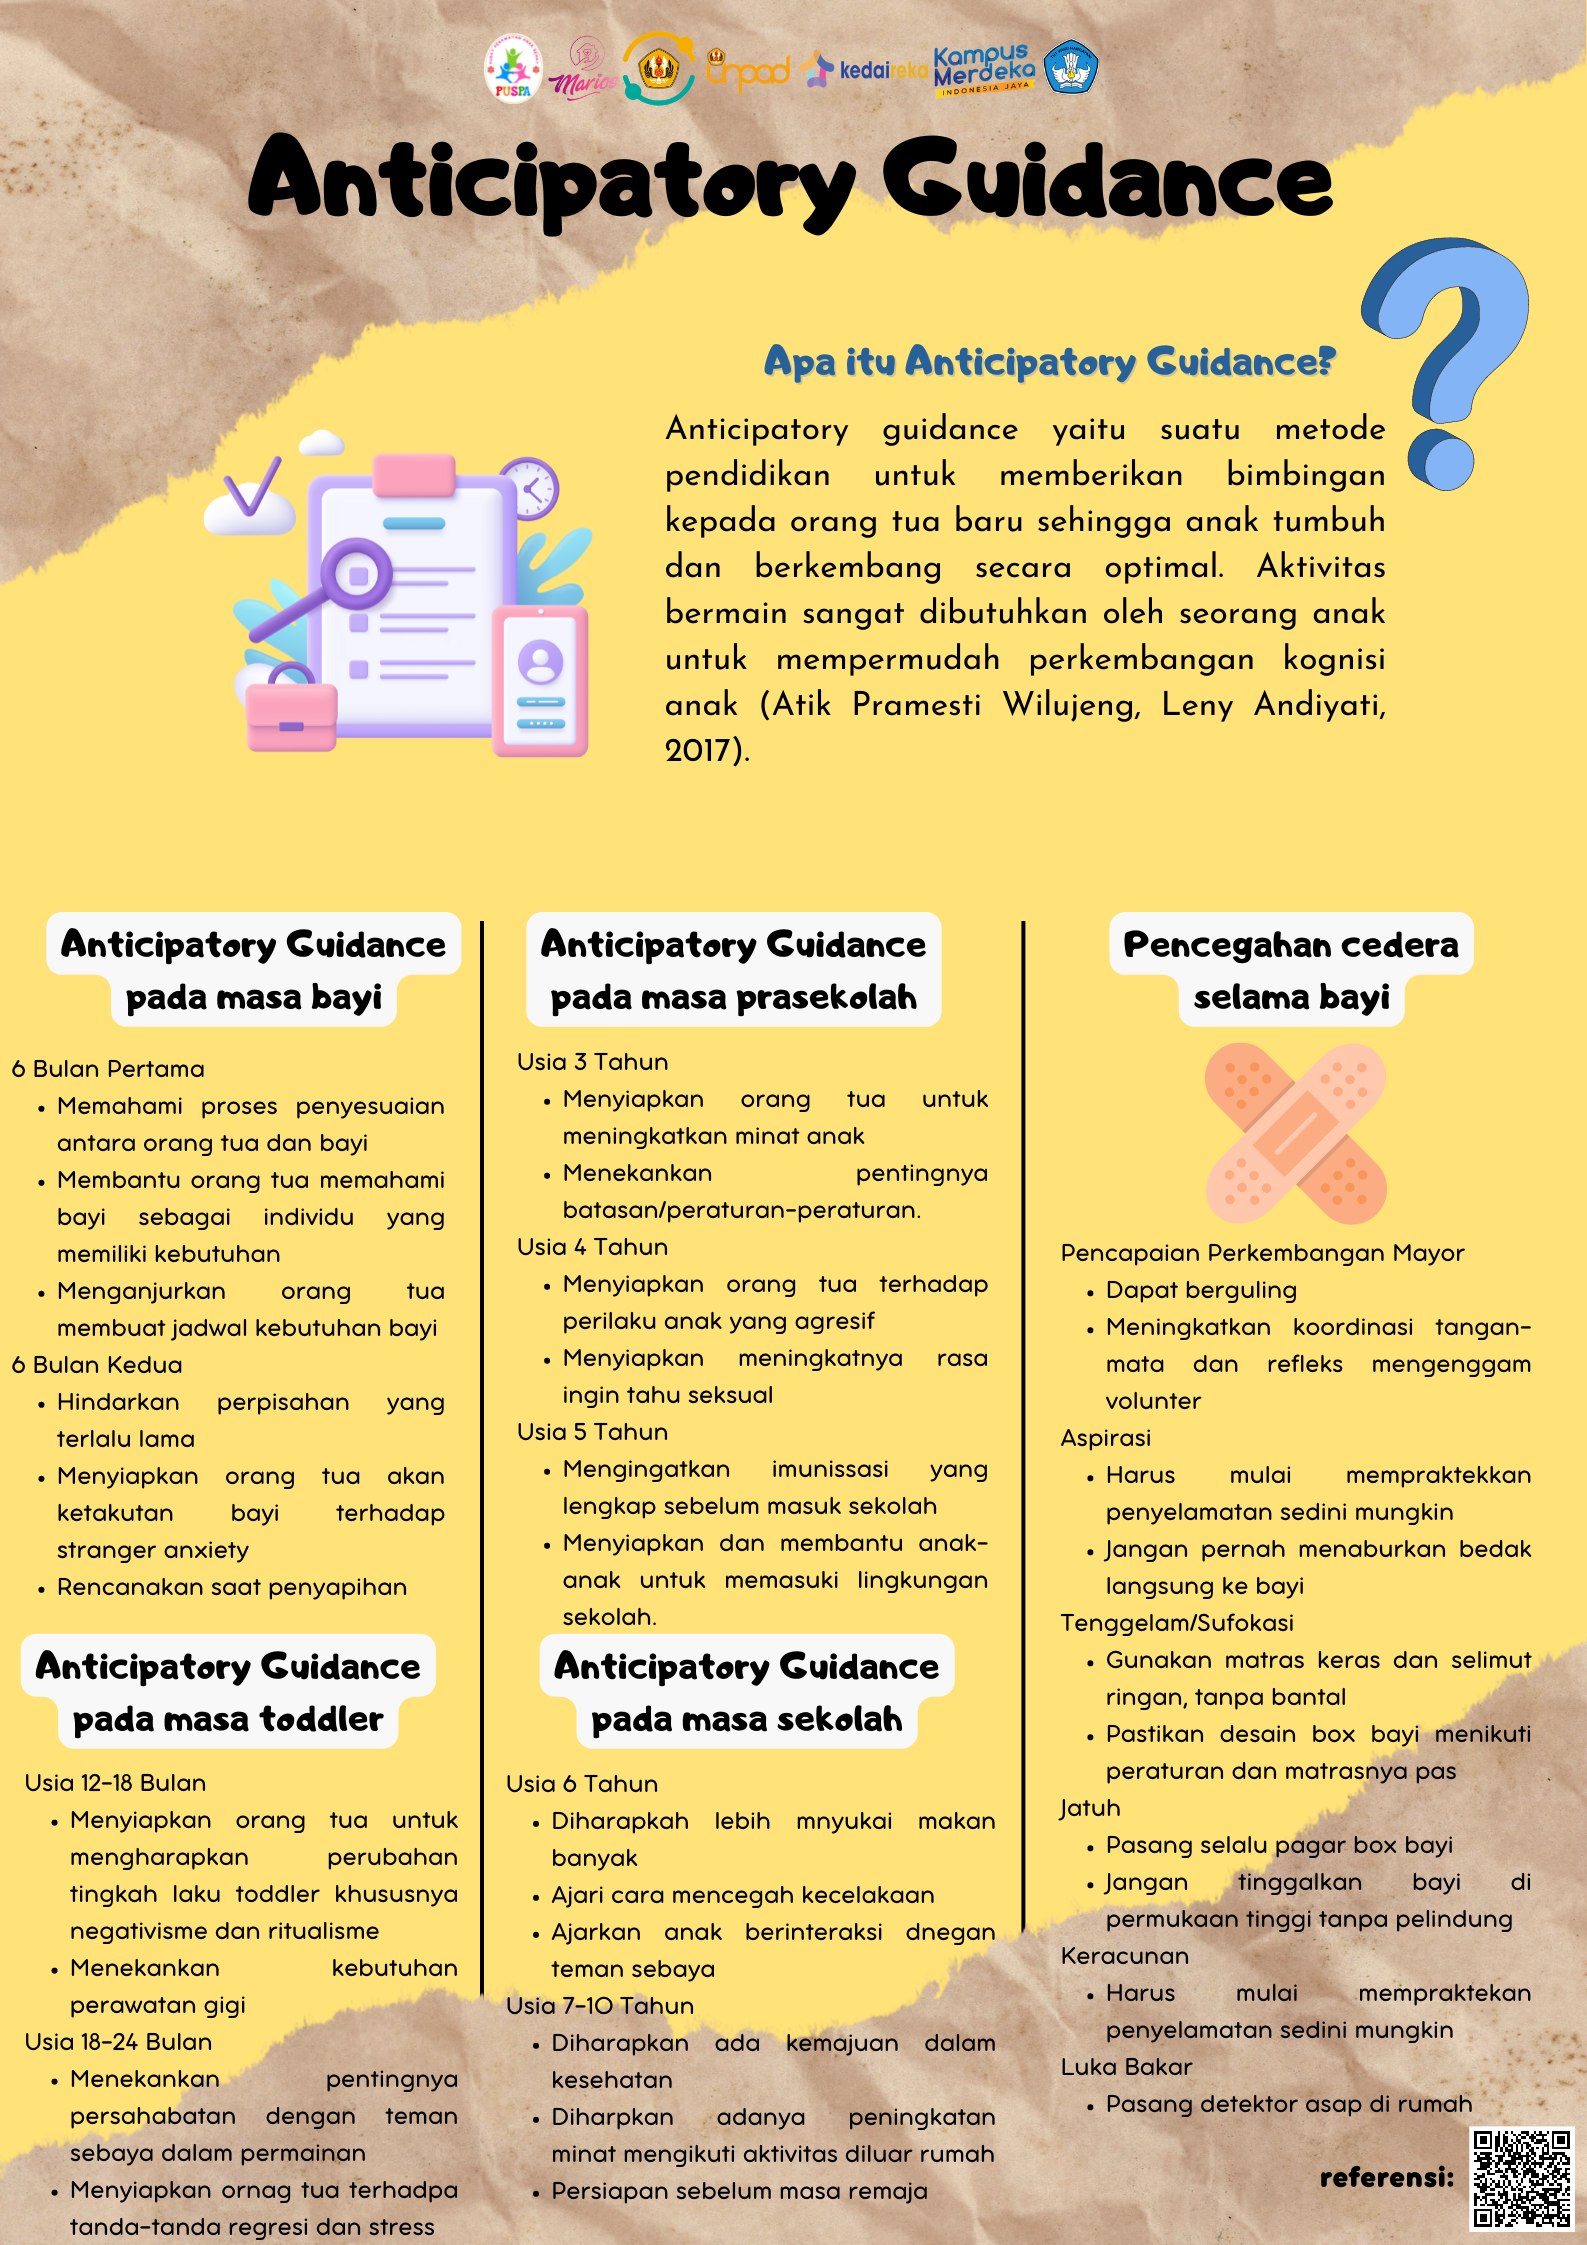 PUSPA
Marios
unpad
kedaireka
Kampus
Merdeka
INDONESIA JAYA
Anticipatory Guidance
Apa itu Anticipatory Guidance?
Anticipatory guidance yaitu suatu metode
pendidikan untuk memberikan bimbingan
kepada orang tua baru sehingga anak tumbuh
dan berkembang secara optimal. Aktivitas
bermain sangat dibutuhkan oleh seorang anak
untuk mempermudah perkembangan kognisi
anak (Atik Pramesti Wilujeng, Leny Andiyati,
2017).
Anticipatory Guidance
pada masa bayi
6 Bulan Pertama
• Memahami proses penyesuaian
antara orang tua dan bayi
• Membantu orang tua memahami
bayi sebagai individu yang
memiliki kebutuhan
• Menganjurkan orang tua
membuat jadwal kebutuhan bayi
6 Bulan Kedua
• Hindarkan perpisahan yang
terlalu lama
• Menyiapkan orang tua akan
ketakutan bayi terhadap
stranger anxiety
• Rencanakan saat penyapihan
Anticipatory Guidance
pada masa toddler
Usia 12-18 Bulan
• Menyiapkan orang tua untuk
mengharapkan perubahan
tingkah laku toddler khususnya
negativisme dan ritualisme
• Menekankan kebutuhan
perawatan gigi
Usia 18-24 Bulan
• Menekankan pentingnya
persahabatan dengan teman
sebaya dalam permainan
• Menyiapkan ornag tua terhadpa
tanda-tanda regresi dan stress
Anticipatory Guidance
pada masa prasekolah
Usia 3 Tahun
• Menyiapkan orang tua untuk
meningkatkan minat anak
• Menekankan pentingnya
batasan/peraturan-peraturan.
Usia 4 Tahun
• Menyiapkan orang tua terhadap
perilaku anak yang agresif
• Menyiapkan meningkatnya rasa
ingin tahu seksual
Usia 5 Tahun
• Mengingatkan imunissasi yang
lengkap sebelum masuk sekolah
• Menyiapkan dan membantu anak-
anak untuk memasuki lingkungan
sekolah.
Anticipatory Guidance
pada masa sekolah
Usia 6 Tahun
• Diharapkah lebih mnyukai makan
banyak
• Ajari cara mencegah kecelakaan
• Ajarkan anak berinteraksi dnegan
teman sebaya
Usia 7-10 Tahun
• Diharapkan ada kemajuan dalam
kesehatan
• Diharpkan adanya peningkatan
minat mengikuti aktivitas diluar rumah
• Persiapan sebelum masa remaja
Pencegahan cedera
selama bayi
Pencapaian Perkembangan Mayor
• Dapat berguling
• Meningkatkan koordinasi tangan-
mata dan refleks mengenggam
volunter
Aspirasi
• Harus mulai mempraktekkan
penyelamatan sedini mungkin
• Jangan pernah menaburkan bedak
langsung ke bayi
Tenggelam/Sufokasi
• Gunakan matras keras dan selimut
ringan, tanpa bantal
• Pastikan desain box bayi menikuti
peraturan dan matrasnya pas
Jatuh
• Pasang selalu pagar box bayi
• Jangan tinggalkan bayi di
permukaan tinggi tanpa pelindung
Keracunan
• Harus mulai mempraktekan
penyelamatan sedini mungkin
Luka Bakar
• Pasang detektor asap di rumah
referensi: